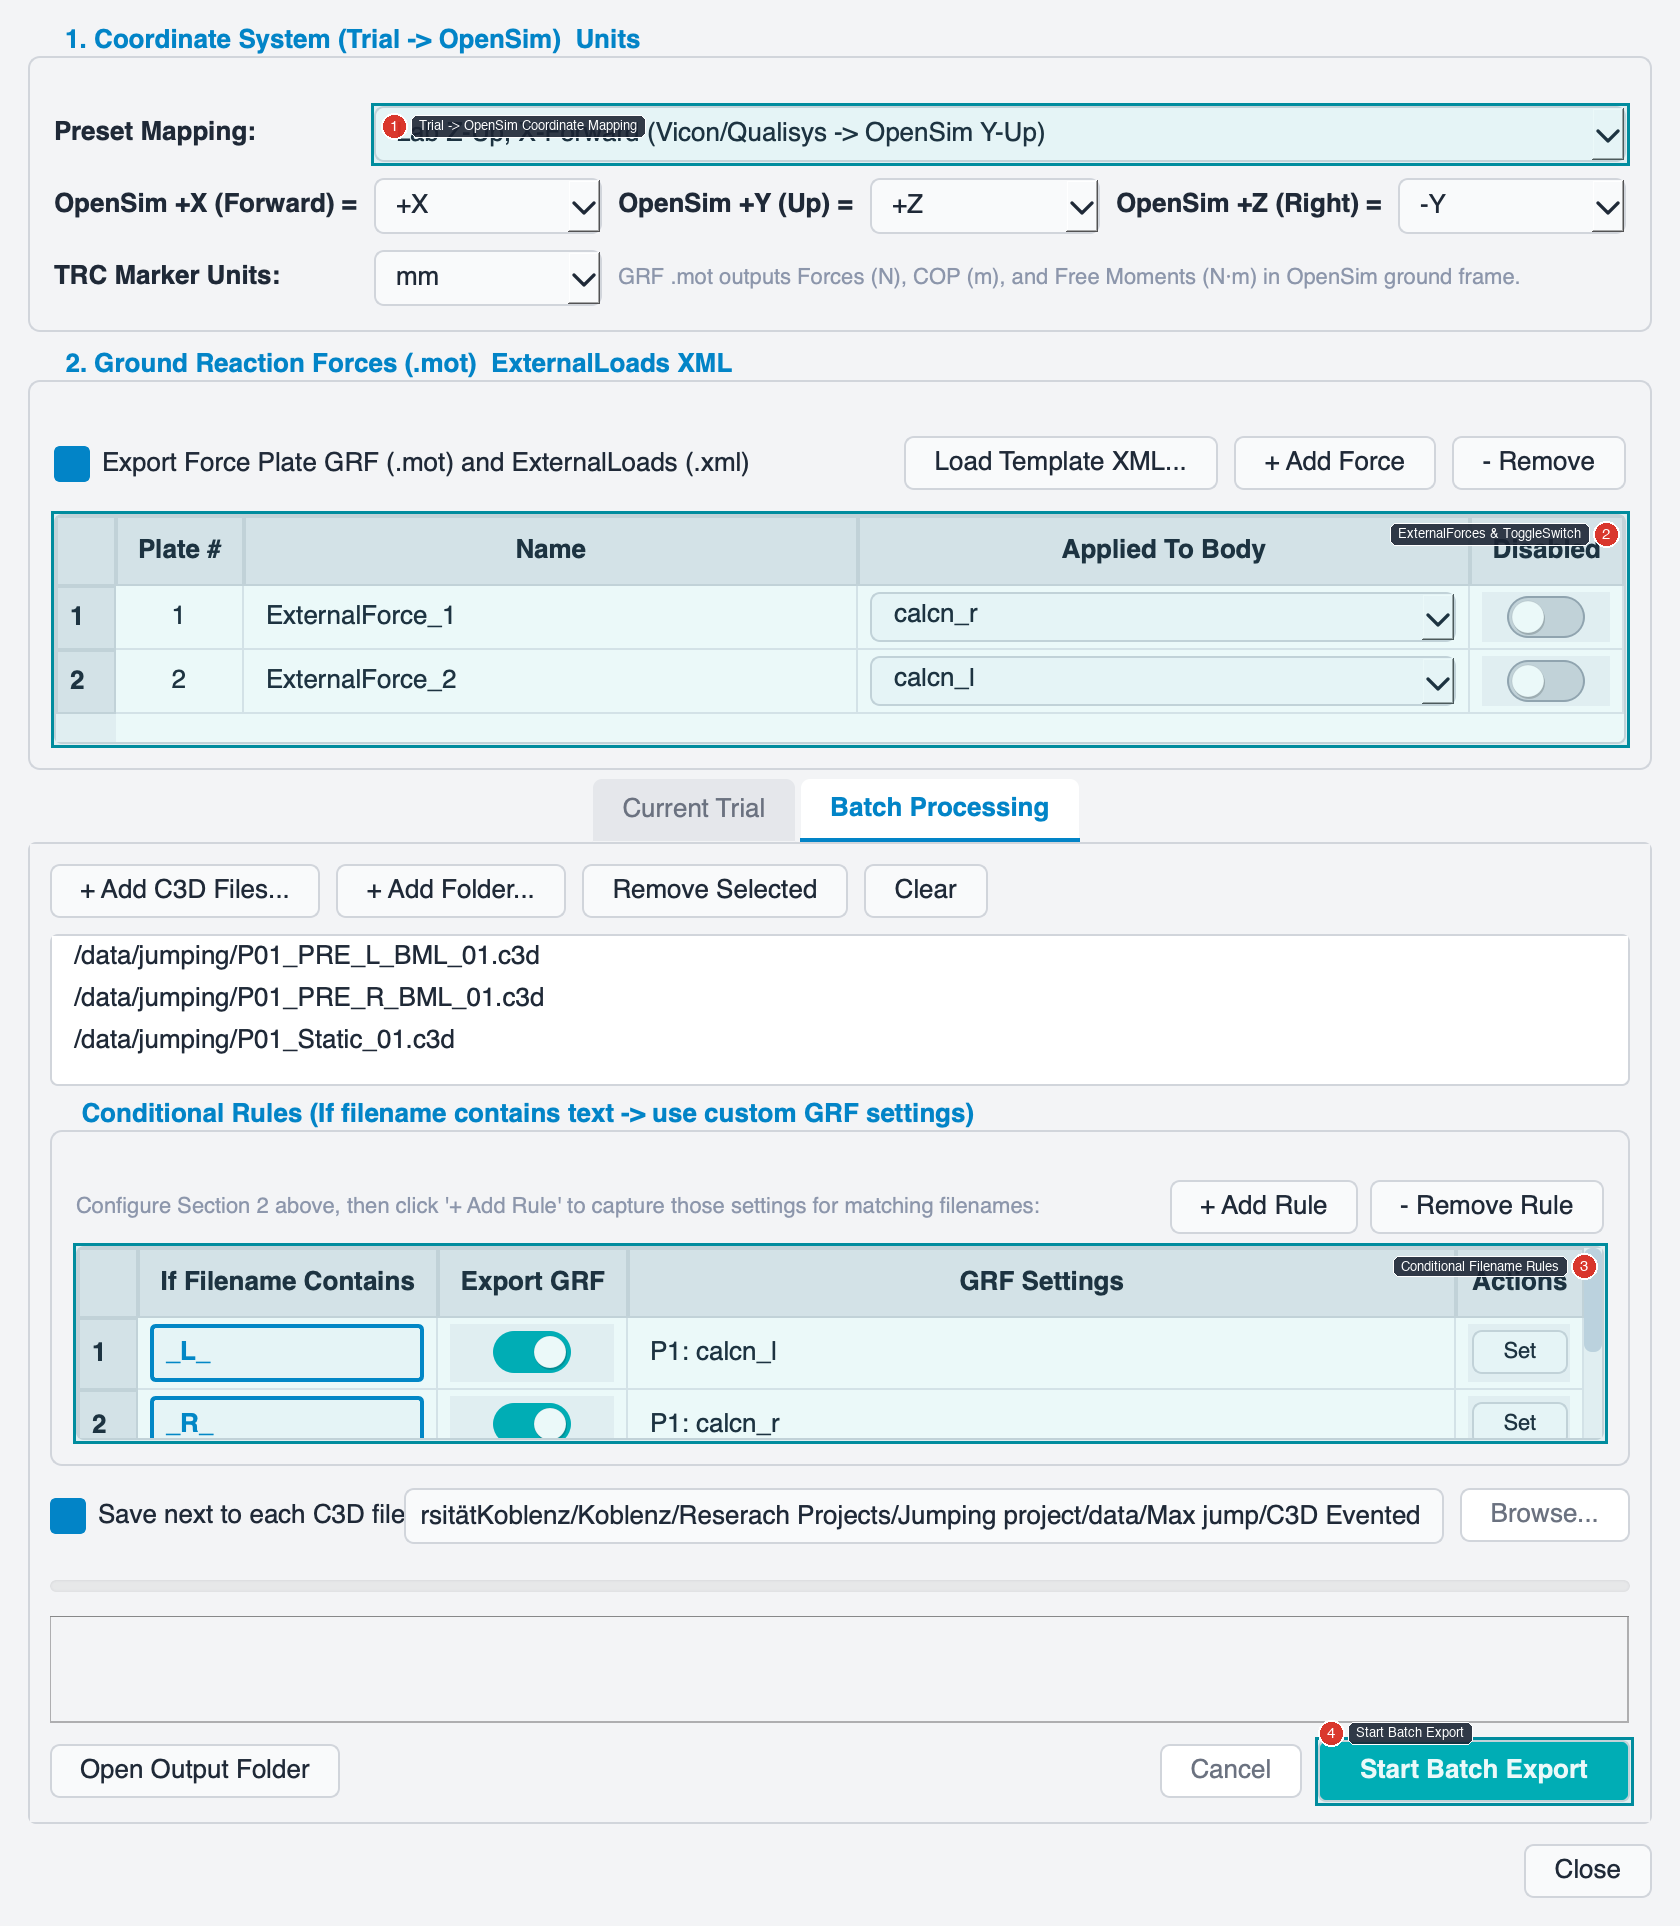 1. Coordinate System (Trial -> OpenSim)  Units
Preset Mapping:
1 Trial -> OpenSim Coordinate Mapping
Lab Z-Up, X-Forward (Vicon/Qualisys -> OpenSim Y-Up)
OpenSim +X (Forward) = +X OpenSim +Y (Up) = +Z OpenSim +Z (Right) = -Y
TRC Marker Units: mm GRF .mot outputs Forces (N), COP (m), and Free Moments (N·m) in OpenSim ground frame.
2. Ground Reaction Forces (.mot)  ExternalLoads XML
Export Force Plate GRF (.mot) and ExternalLoads (.xml) Load Template XML... + Add Force - Remove
ExternalForces & ToggleSwitch 2
Plate # Name Applied To Body Disabled
1 1 ExternalForce_1 calcn_r
2 2 ExternalForce_2 calcn_l
Current Trial Batch Processing
+ Add C3D Files... + Add Folder... Remove Selected Clear
/data/jumping/P01_PRE_L_BML_01.c3d
/data/jumping/P01_PRE_R_BML_01.c3d
/data/jumping/P01_Static_01.c3d
Conditional Rules (If filename contains text -> use custom GRF settings)
Configure Section 2 above, then click '+ Add Rule' to capture those settings for matching filenames: + Add Rule - Remove Rule
Conditional Filename Rules 3
If Filename Contains Export GRF GRF Settings Actions
1 _L_ P1: calcn_l Set
2 _R_ P1: calcn_r Set
Save next to each C3D file rsitätKoblenz/Koblenz/Reserach Projects/Jumping project/data/Max jump/C3D Evented Browse...
4 Start Batch Export
Open Output Folder Cancel Start Batch Export
Close